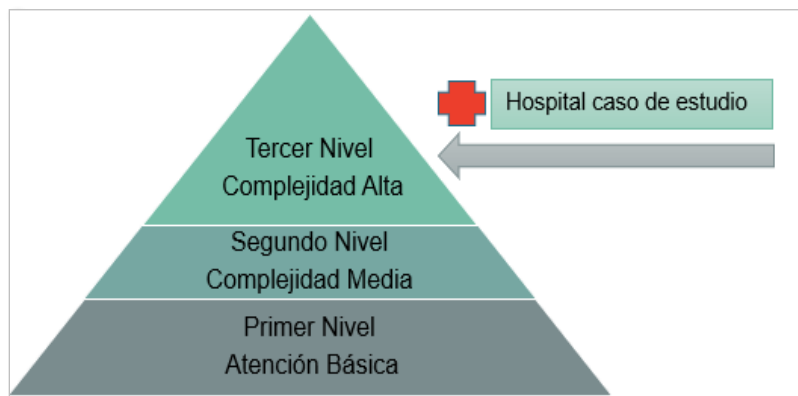 Hospital caso de estudio
Tercer Nivel
Complejidad Alta
Segundo Nivel
Complejidad Media
Primer Nivel
Atención Básica